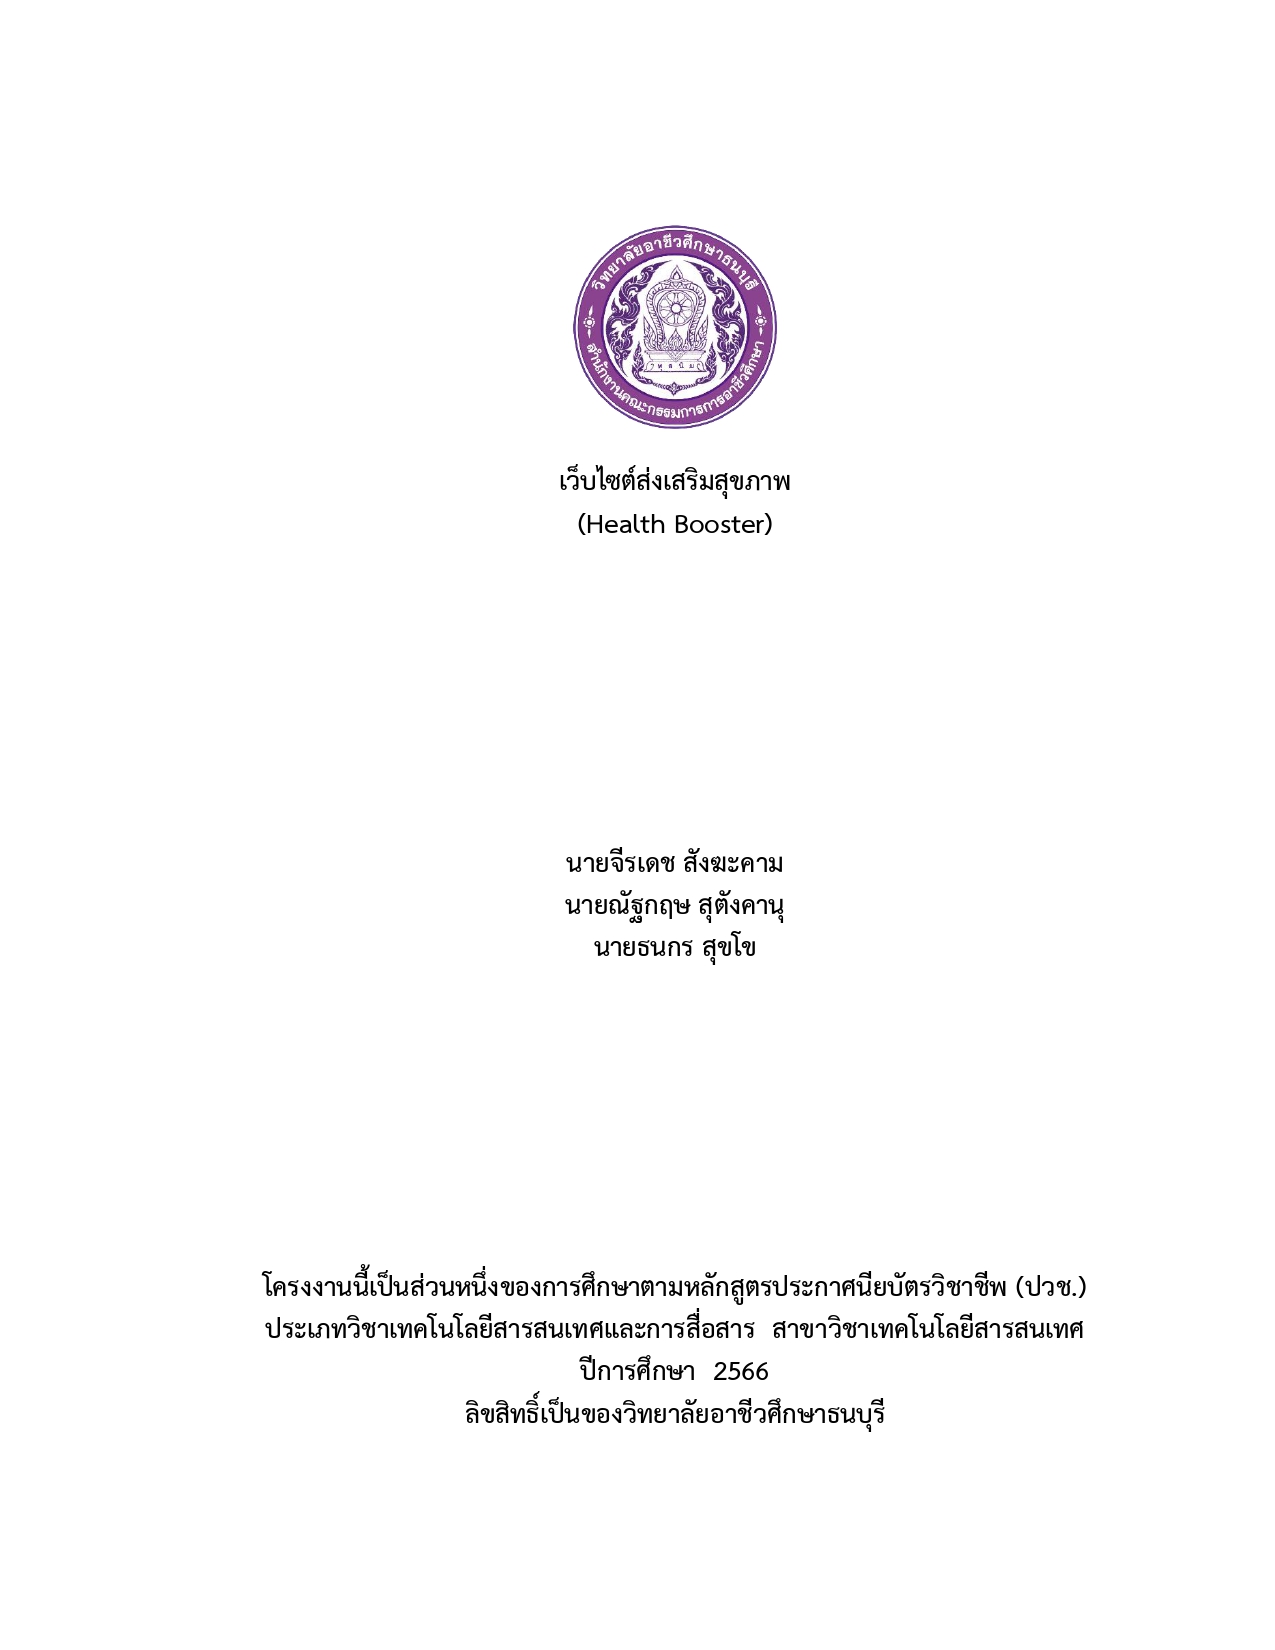 วิทยาลัยอาชีวศึกษาธนบุรี
สำนักงานคณะกรรมการการอาชีวศึกษา
เว็บไซต์ส่งเสริมสุขภาพ
(Health Booster)
นายจีรเดช สังฆะคาม
นายณัฐกฤษ สุตังคานุ
นายธนกร สุขโข
โครงงานนี้เป็นส่วนหนึ่งของการศึกษาตามหลักสูตรประกาศนียบัตรวิชาชีพ (ปวช.)
ประเภทวิชาเทคโนโลยีสารสนเทศและการสื่อสาร สาขาวิชาเทคโนโลยีสารสนเทศ
ปีการศึกษา 2566
ลิขสิทธิ์เป็นของวิทยาลัยอาชีวศึกษาธนบุรี